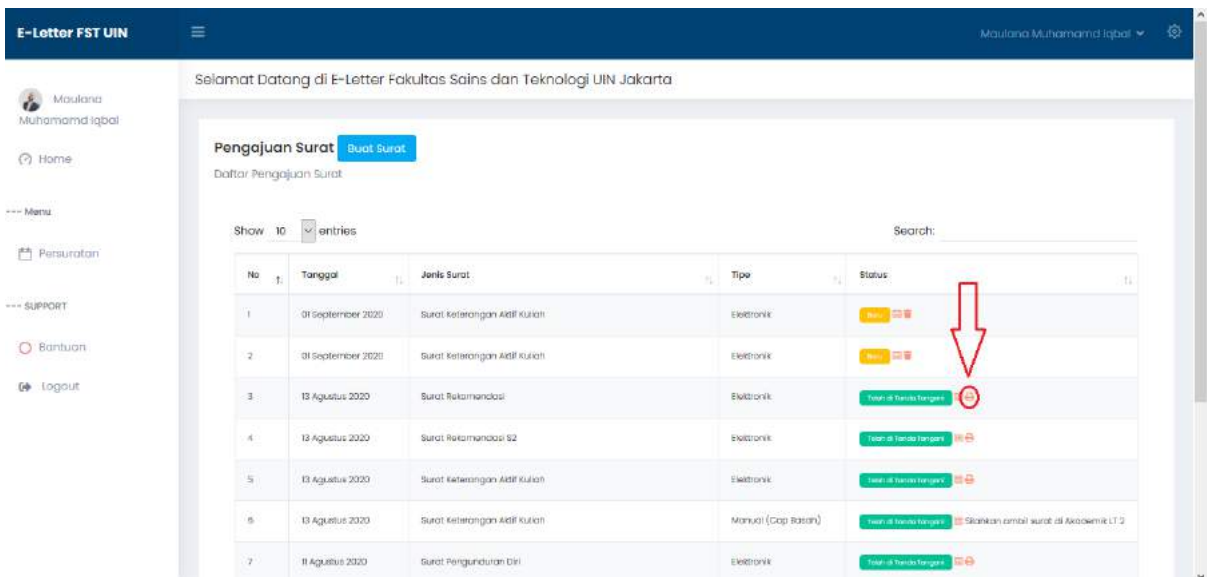 E-Letter FST UIN
Maulana Muhamamd Iqbal
Selamat Datang di E-Letter Fakultas Sains dan Teknologi UIN Jakarta
Maulana
Muhamamd Iqbal
Home
--- Menu
Persuratan
--- SUPPORT
Bantuan
Logout
Pengajuan Surat Buat Surat
Daftar Pengajuan Surat
Show 10 entries Search:
No Tanggal Jenis Surat Tipe Status
1 01 September 2020 Surat Keterangan Aktif Kuliah Elektronik Baru
2 01 September 2020 Surat Keterangan Aktif Kuliah Elektronik Baru
3 13 Agustus 2020 Surat Rekomendasi Elektronik Telah di Tanda Tangani
4 13 Agustus 2020 Surat Rekomendasi S2 Elektronik Telah di Tanda Tangani
5 13 Agustus 2020 Surat Keterangan Aktif Kuliah Elektronik Telah di Tanda Tangani
6 13 Agustus 2020 Surat Keterangan Aktif Kuliah Manual (Cap Basah) Telah di Tanda Tangani Silahkan ambil surat di Akademik LT 2
7 11 Agustus 2020 Surat Pengunduran Diri Elektronik Telah di Tanda Tangani